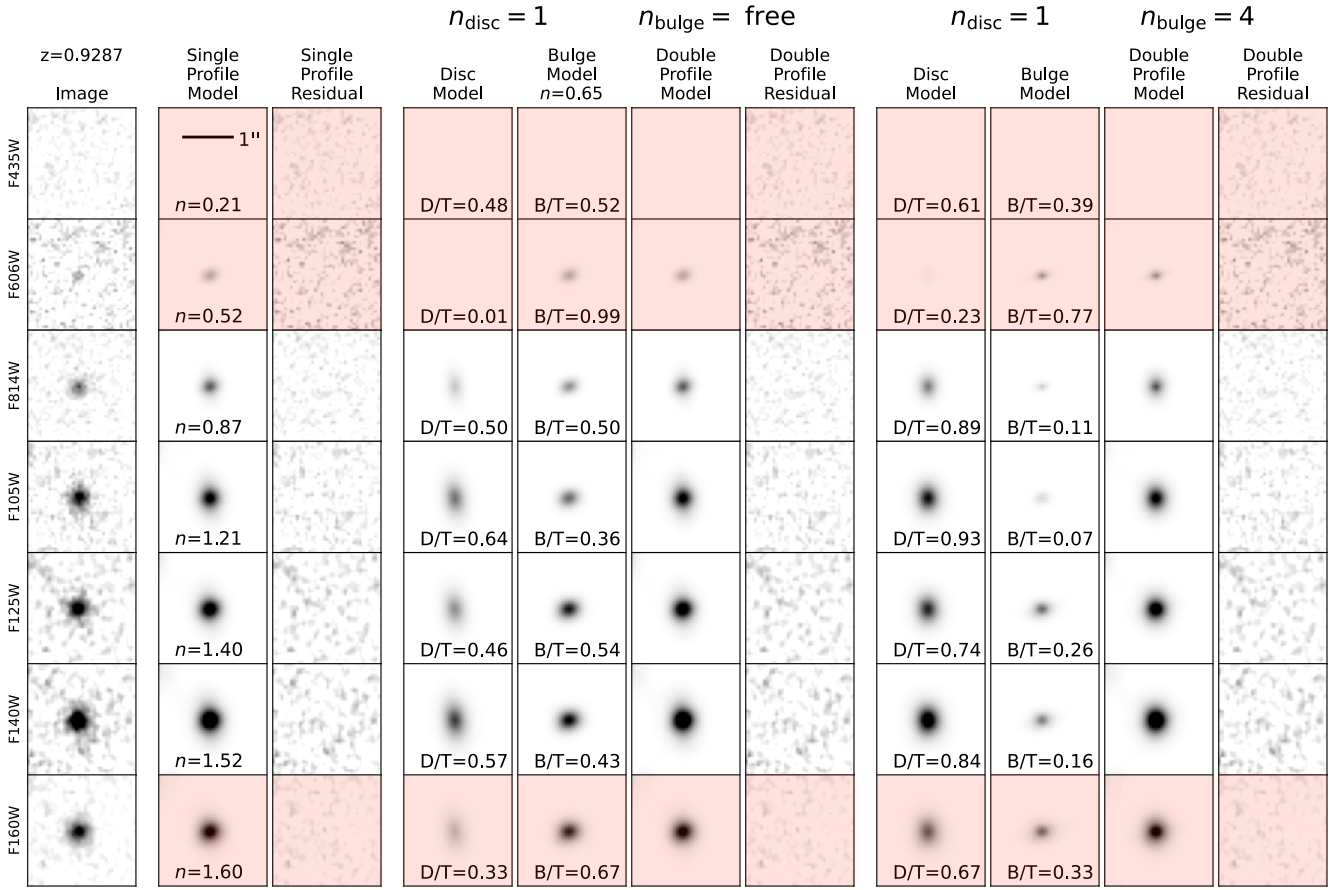 n_disc = 1 n_bulge = free n_disc = 1 n_bulge = 4
z=0.9287
Image
Single
Profile
Model
Single
Profile
Residual
Disc
Model
Bulge
Model
n=0.65
Double
Profile
Model
Double
Profile
Residual
Disc
Model
Bulge
Model
Double
Profile
Model
Double
Profile
Residual
F435W
1"
n=0.21 D/T=0.48 B/T=0.52 D/T=0.61 B/T=0.39
F606W
n=0.52 D/T=0.01 B/T=0.99 D/T=0.23 B/T=0.77
F814W
n=0.87 D/T=0.50 B/T=0.50 D/T=0.89 B/T=0.11
F105W
n=1.21 D/T=0.64 B/T=0.36 D/T=0.93 B/T=0.07
F125W
n=1.40 D/T=0.46 B/T=0.54 D/T=0.74 B/T=0.26
F140W
n=1.52 D/T=0.57 B/T=0.43 D/T=0.84 B/T=0.16
F160W
n=1.60 D/T=0.33 B/T=0.67 D/T=0.67 B/T=0.33